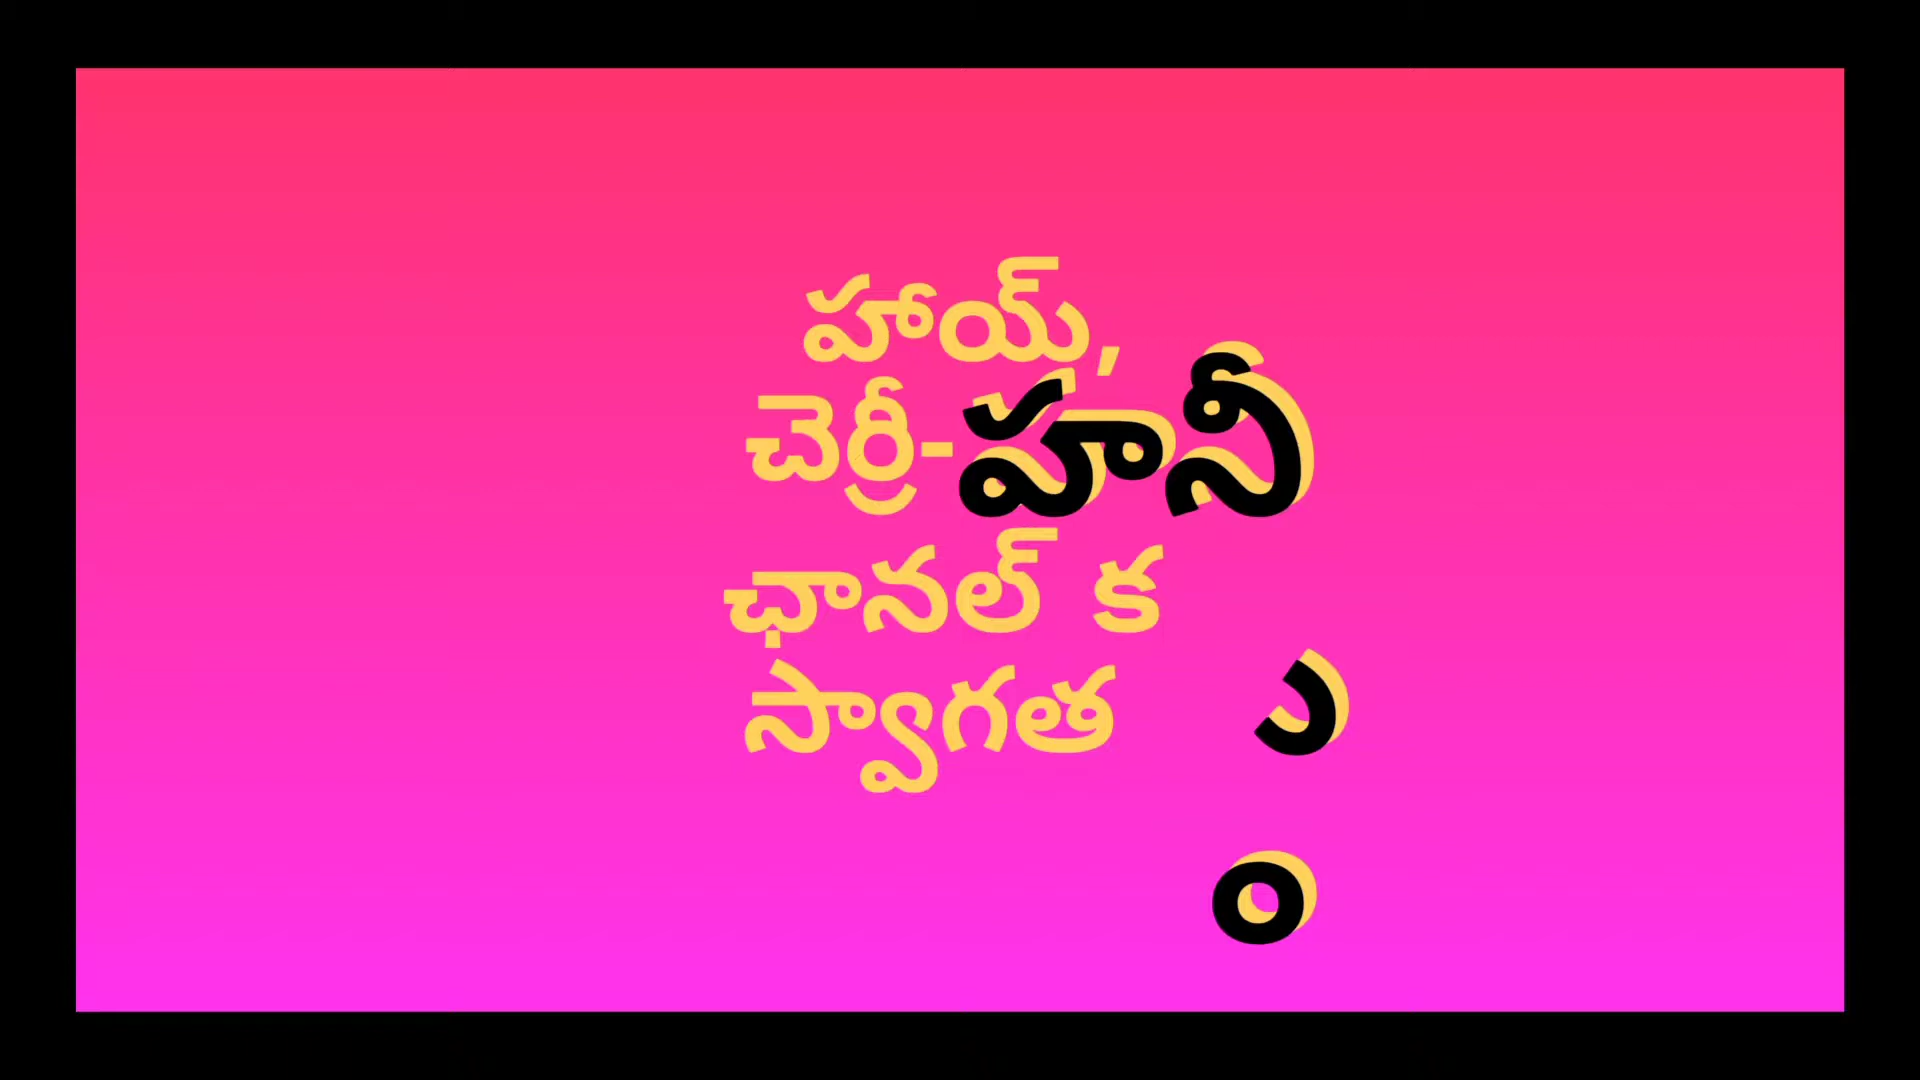 హాయ్,
చెర్రీ-హనీ
ఛానల్ కు
స్వాగతం